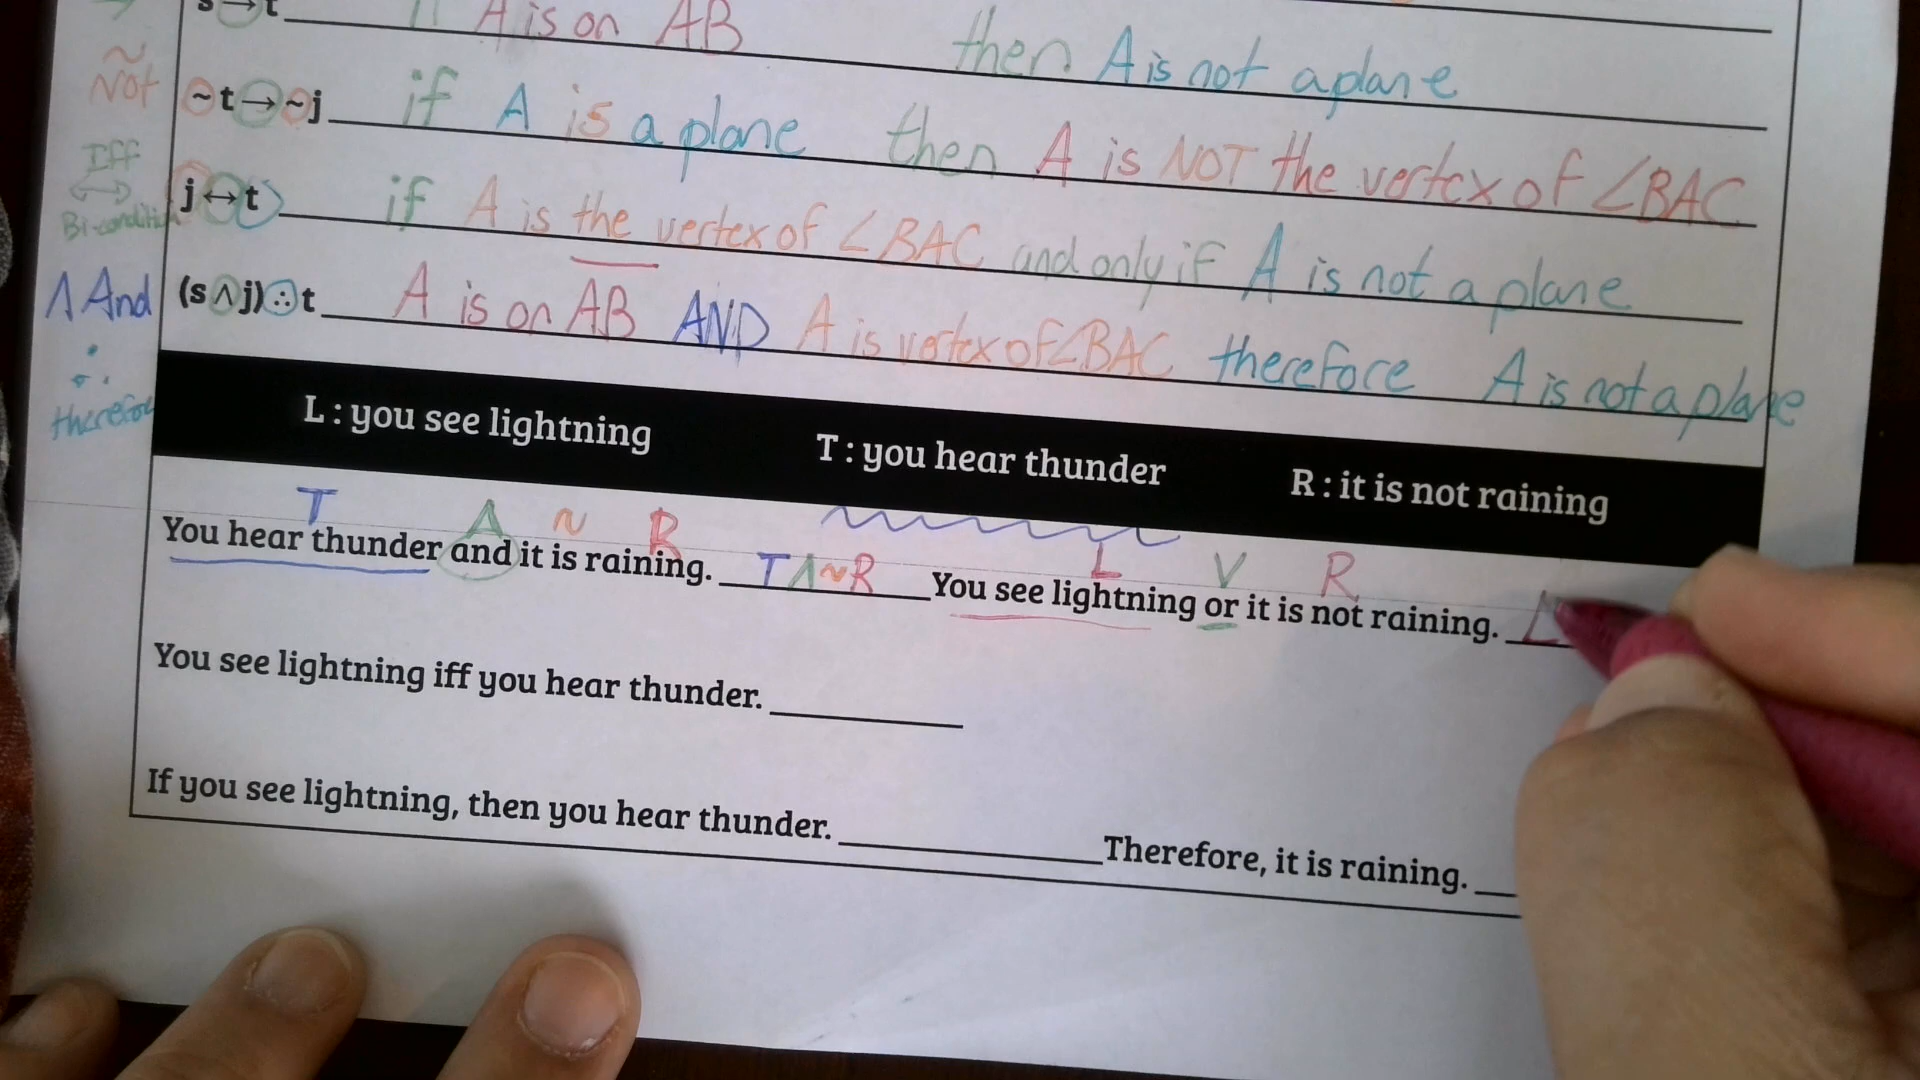 s→t if A is on AB then A is not a plane
~ Not
~t→~j if A is a plane then A is NOT the vertex of ∠BAC
Iff ↔ Bi-condition
j↔t if A is the vertex of ∠BAC and only if A is not a plane
∧ And
(s∧j)∴t A is on AB AND A is vertex of ∠BAC therefore A is not a plane
∴
L : you see lightning T : you hear thunder R : it is not raining
T ∧ ~ R L V R
You hear thunder and it is raining. T∧~R You see lightning or it is not raining. L
You see lightning iff you hear thunder.
If you see lightning, then you hear thunder. Therefore, it is raining.